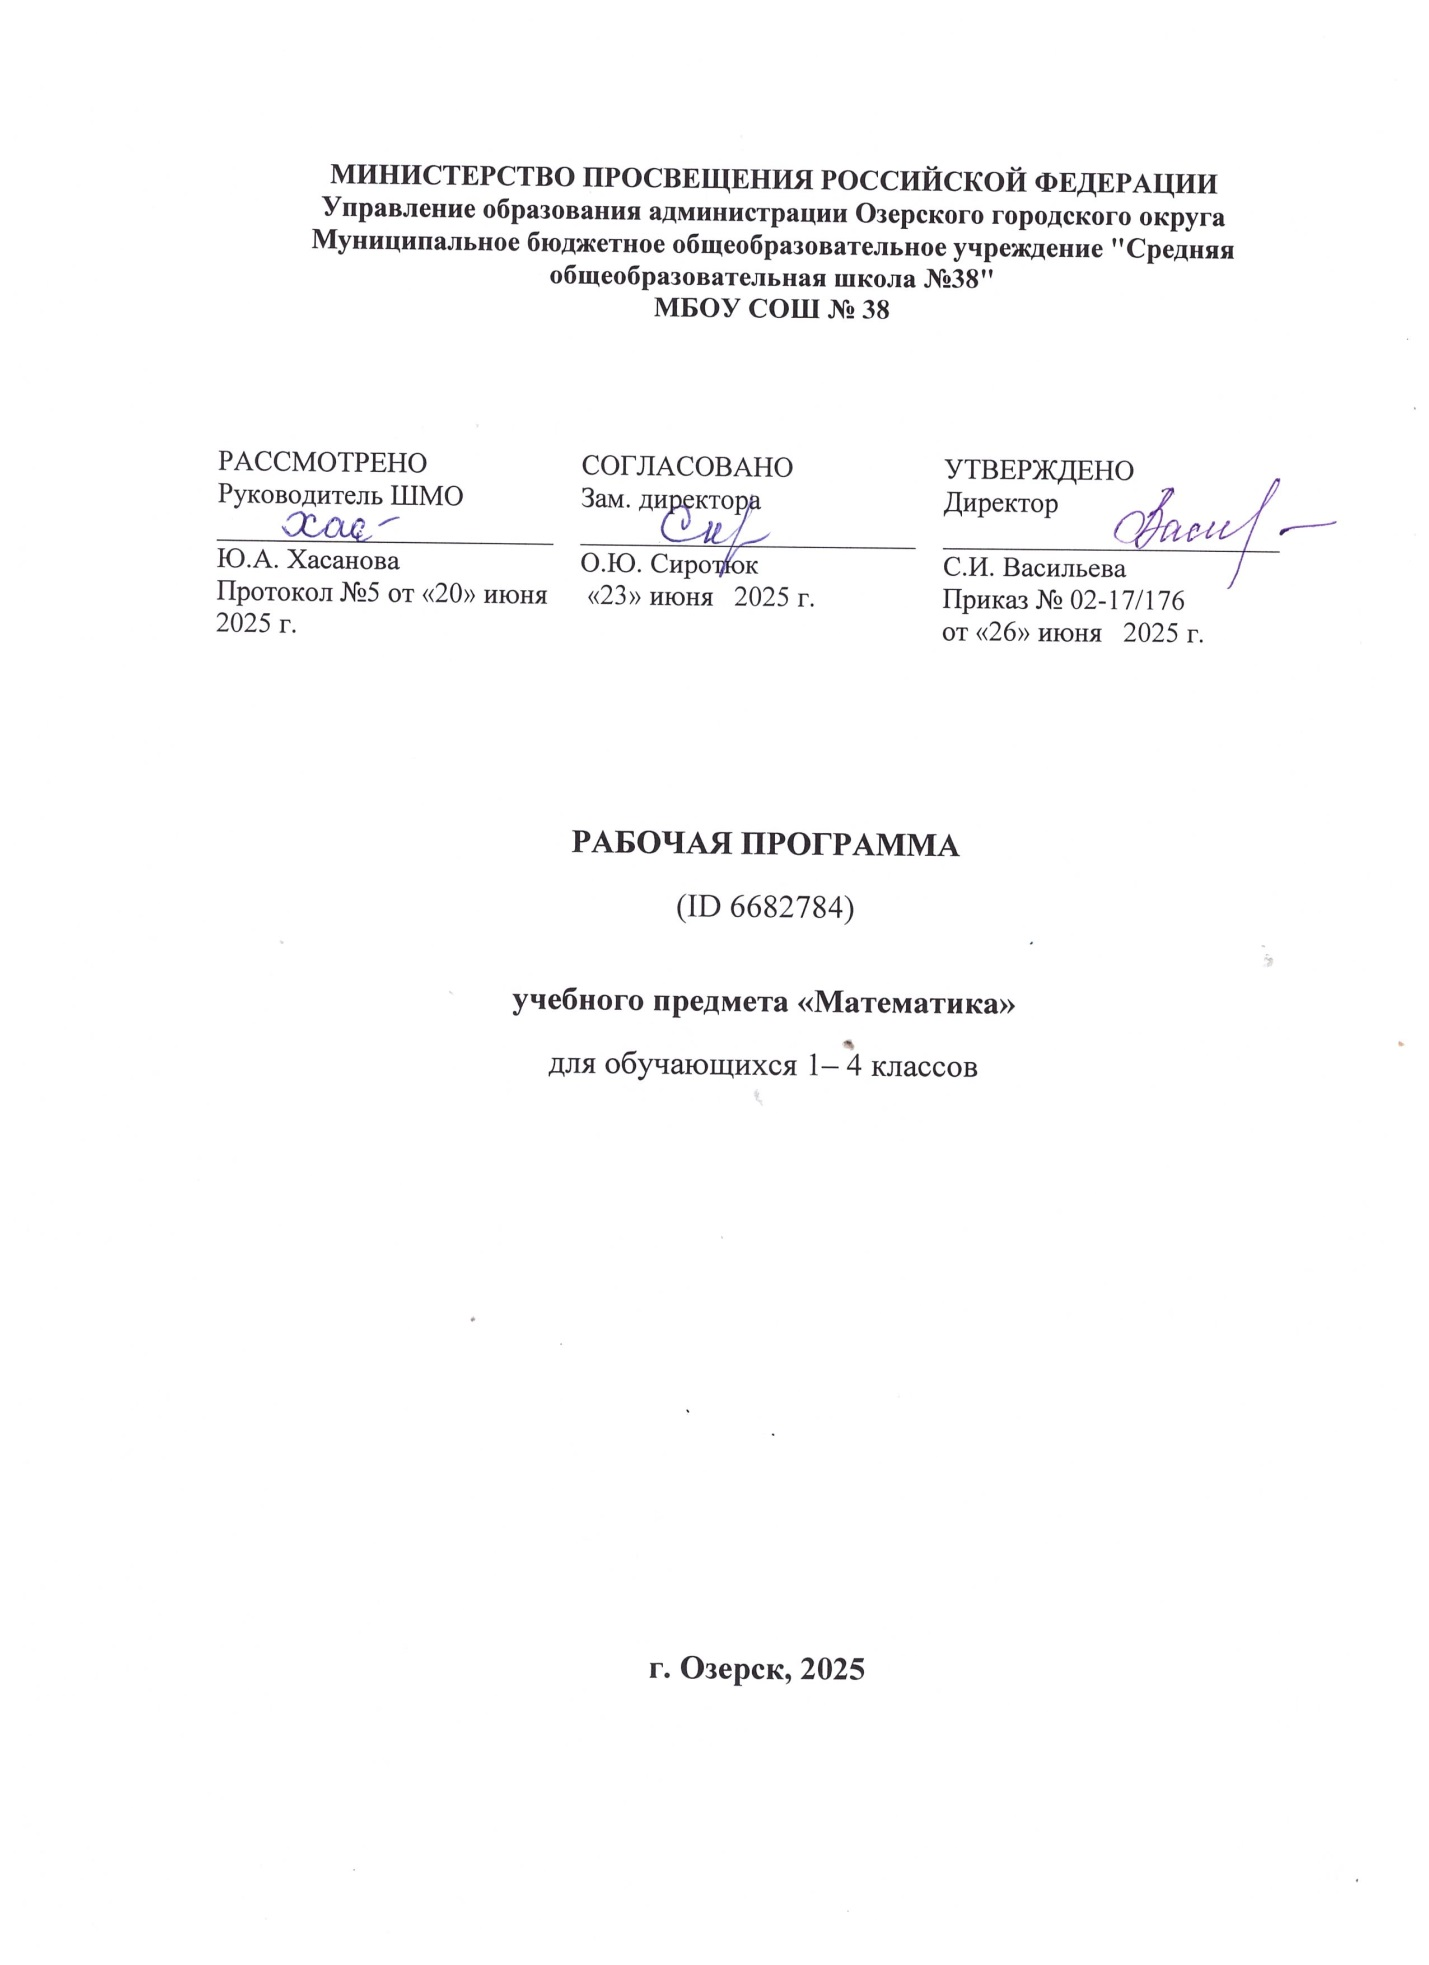 МИНИСТЕРСТВО ПРОСВЕЩЕНИЯ РОССИЙСКОЙ ФЕДЕРАЦИИ
Управление образования администрации Озерского городского округа
Муниципальное бюджетное общеобразовательное учреждение "Средняя
общеобразовательная школа №38"
МБОУ СОШ № 38
РАССМОТРЕНО
Руководитель ШМО
Хас
Ю.А. Хасанова
Протокол №5 от «20» июня
2025 г.
СОГЛАСОВАНО
Зам. директора
О.Ю. Сиротюк
«23» июня 2025 г.
УТВЕРЖДЕНО
Директор
Васи
С.И. Васильева
Приказ № 02-17/176
от «26» июня 2025 г.
РАБОЧАЯ ПРОГРАММА
(ID 6682784)
учебного предмета «Математика»
для обучающихся 1– 4 классов
г. Озерск, 2025